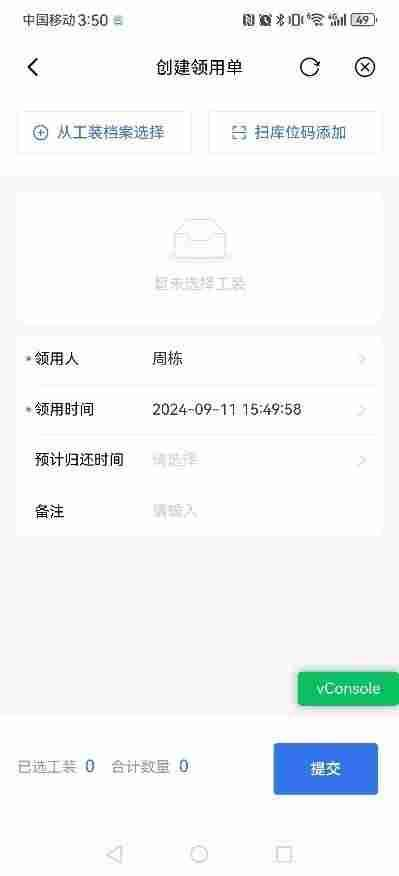 中国移动 3:50 49
创建领用单
从工装档案选择 扫库位码添加
暂未选择工装
* 领用人 周栋
* 领用时间 2024-09-11 15:49:58
预计归还时间 请选择
备注 请输入
vConsole
已选工装 0 合计数量 0 提交